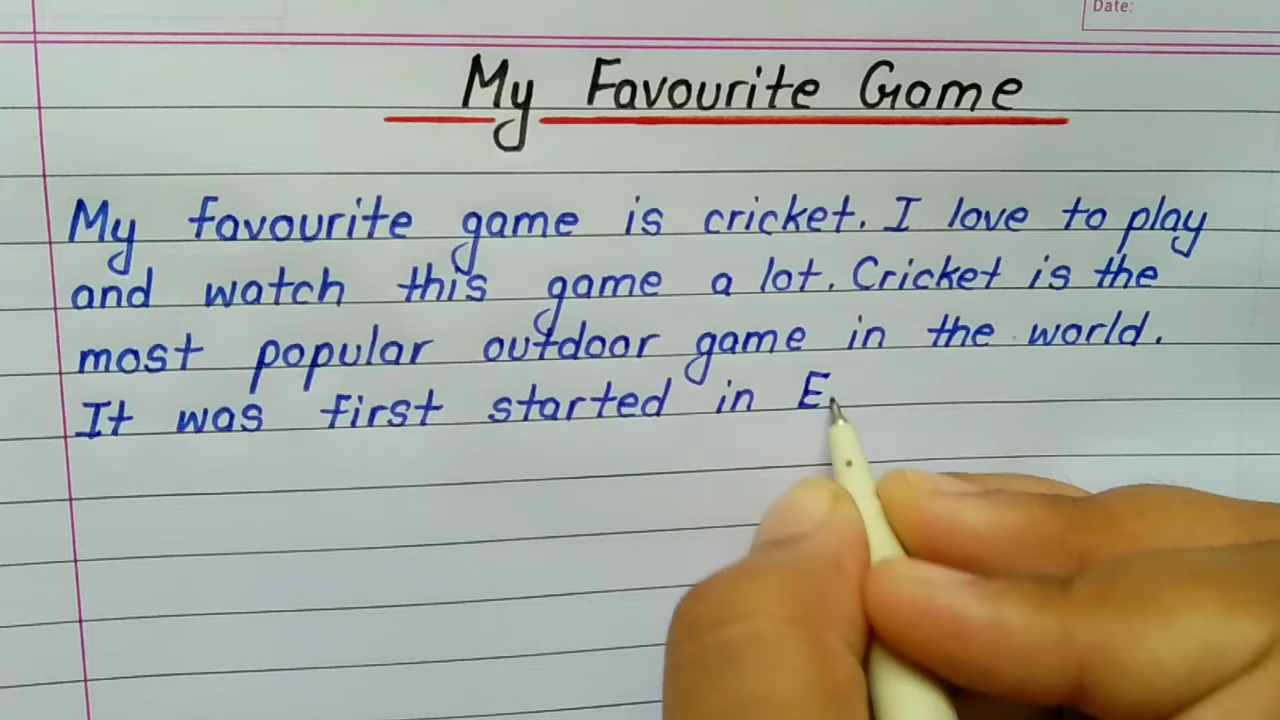 Date:
My Favourite Game
My favourite game is cricket. I love to play
and watch this game a lot. Cricket is the
most popular outdoor game in the world.
It was first started in E